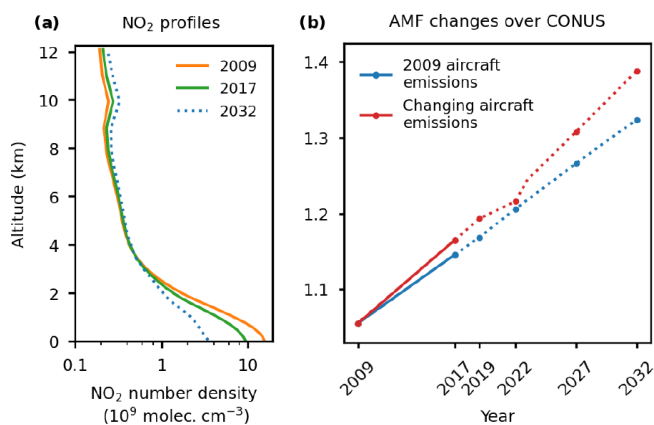 (a) NO₂ profiles
12
10
8
6
4
2
0
Altitude (km)
2009
2017
2032
0.1 1 10
NO₂ number density
(10⁹ molec. cm⁻³)
(b) AMF changes over CONUS
1.4
1.3
1.2
1.1
2009 aircraft
emissions
Changing aircraft
emissions
2009 2017 2019 2022 2027 2032
Year